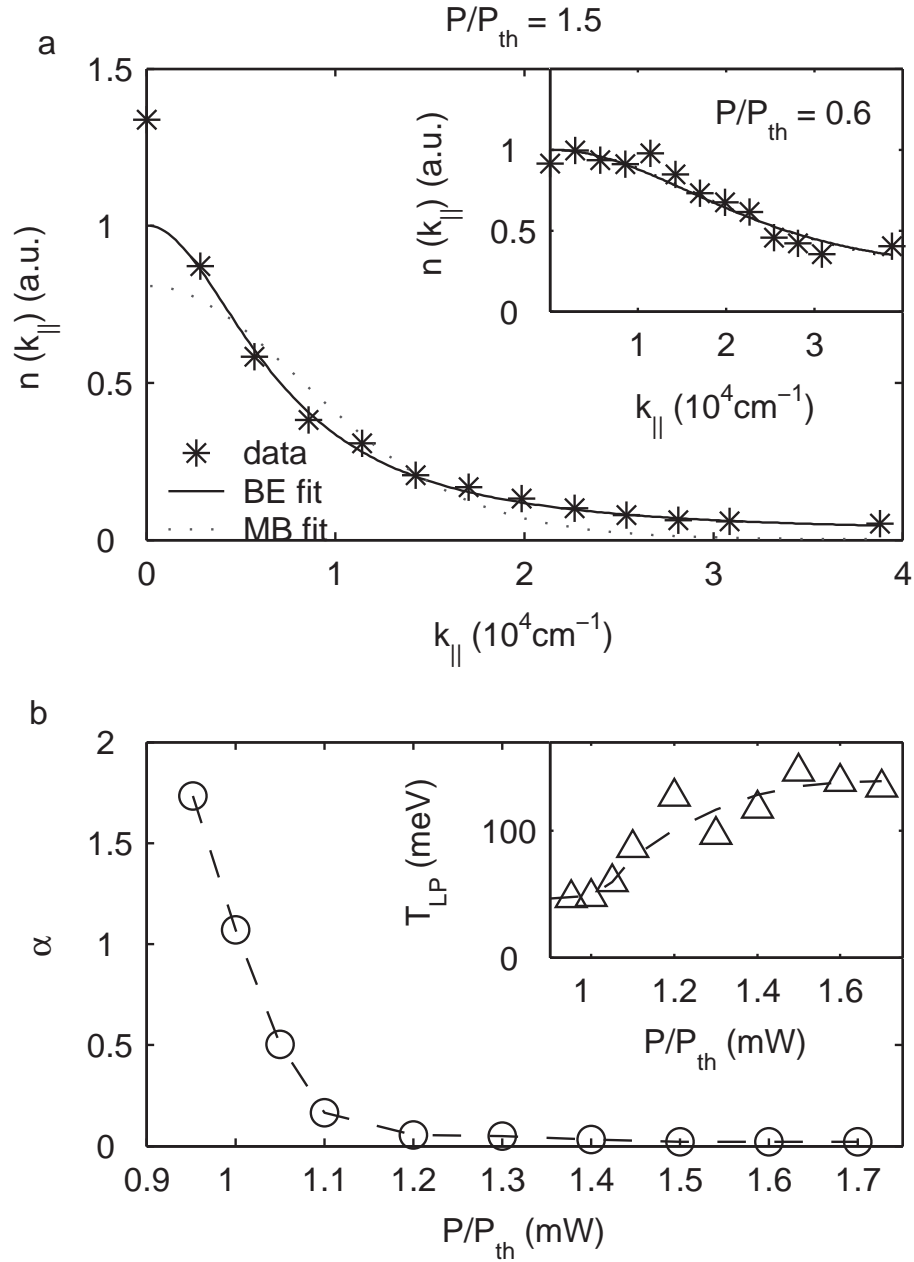 P/P_th = 1.5
a
1.5
1
0.5
0
n (k_||) (a.u.)
data
BE fit
MB fit
0 1 2 3 4
k_|| (10^4cm^−1)
P/P_th = 0.6
1
0.5
0
n (k_||) (a.u.)
1 2 3
k_|| (10^4cm^−1)
b
2
1.5
1
0.5
0
α
0.9 1 1.1 1.2 1.3 1.4 1.5 1.6 1.7
P/P_th (mW)
100
0
T_LP (meV)
1 1.2 1.4 1.6
P/P_th (mW)